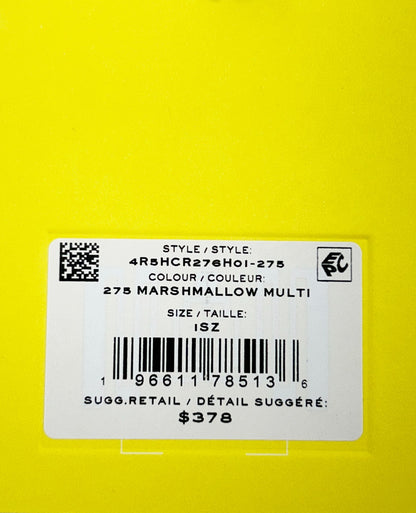 STYLE / STYLE:
4R5HCR276H01-275
COLOUR / COULEUR:
275 MARSHMALLOW MULTI
SIZE / TAILLE:
1SZ
1 96611 78513 6
SUGG.RETAIL / DÉTAIL SUGGÉRÉ:
$378
EPC